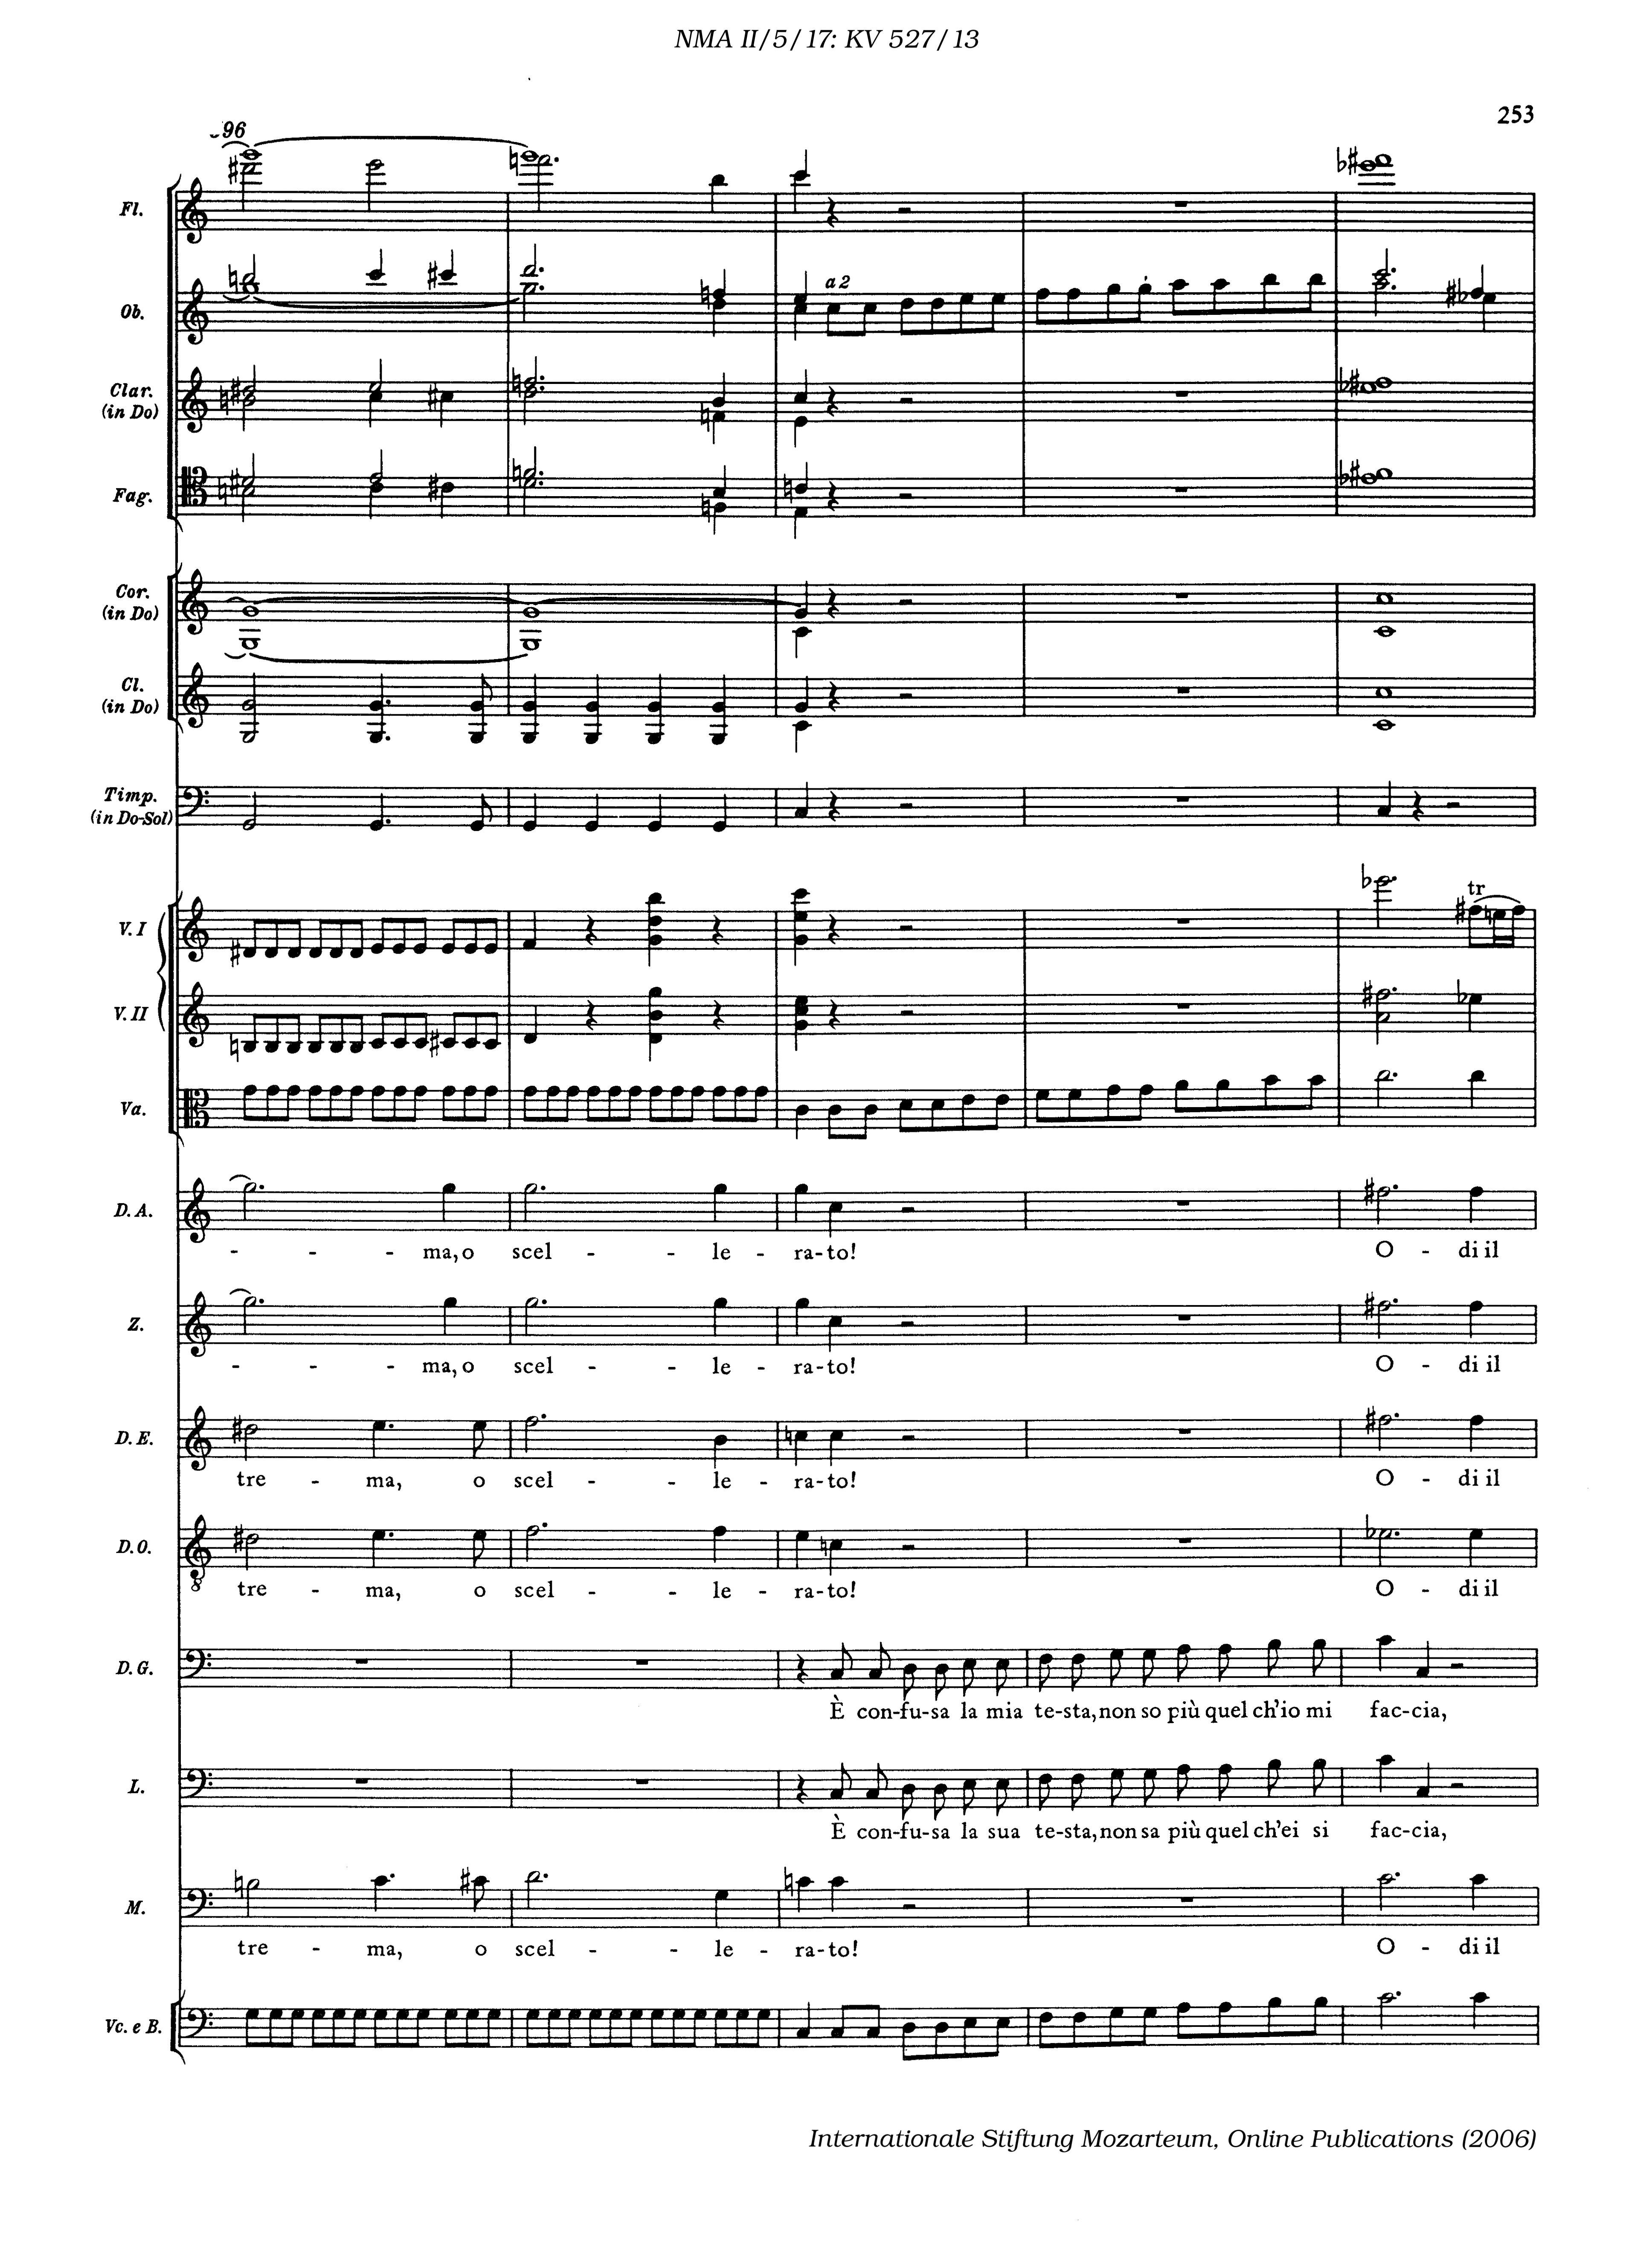 NMA II/5/17: KV 527/13
253
96
Fl.
Ob.
a 2
Clar.
(in Do)
Fag.
Cor.
(in Do)
Cl.
(in Do)
Timp.
(in Do-Sol)
V. I
tr
V. II
Va.
D. A.
- - - ma, o scel - - le - ra-to! O - di il
Z.
- - - ma, o scel - - le - ra-to! O - di il
D. E.
tre - ma, o scel - - le - ra-to! O - di il
D. O.
8
tre - ma, o scel - - le - ra-to! O - di il
D. G.
È con-fu-sa la mia te-sta, non so più quel ch'io mi fac-cia,
L.
È con-fu-sa la sua te-sta, non sa più quel ch'ei si fac-cia,
M.
tre - ma, o scel - - le - ra-to! O - di il
Vc. e B.
Internationale Stiftung Mozarteum, Online Publications (2006)